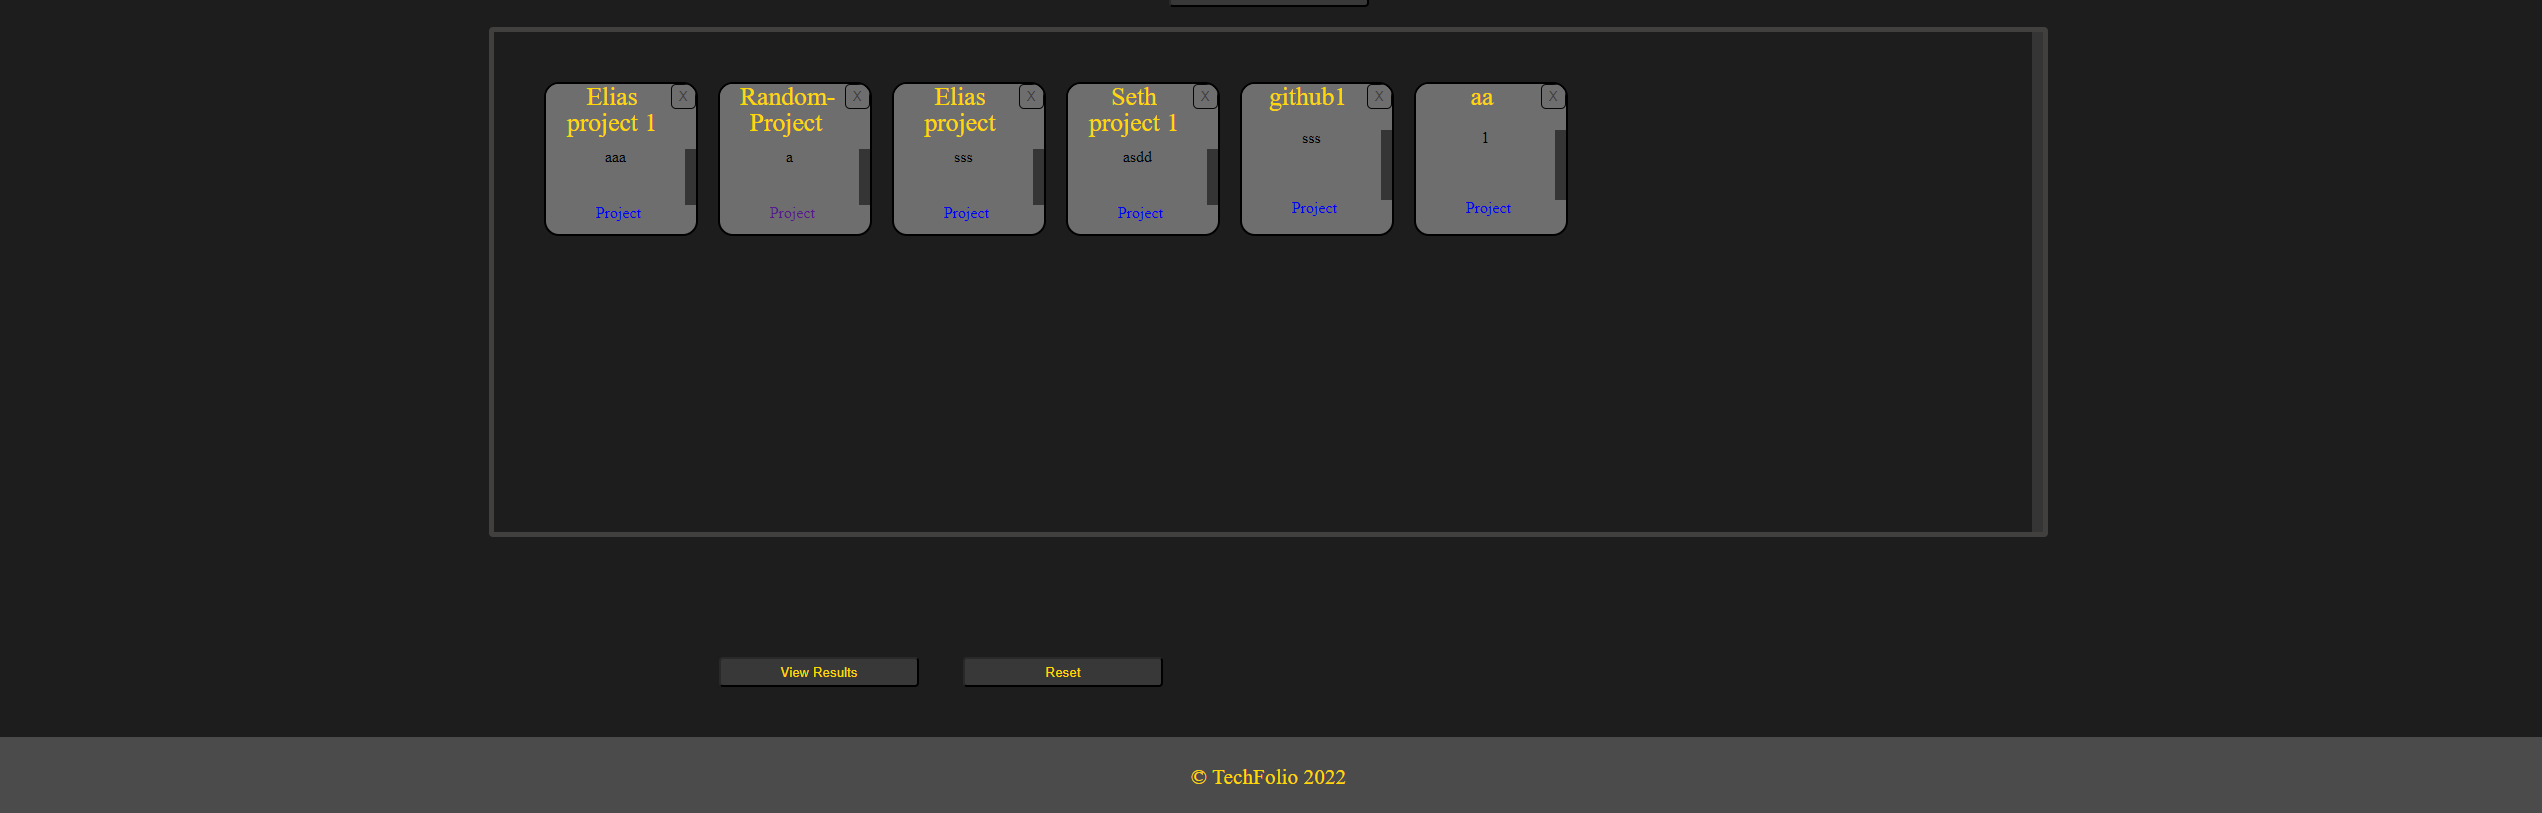 Elias
project 1
X
aaa
Project
Random-
Project
X
a
Project
Elias
project
X
sss
Project
Seth
project 1
X
asdd
Project
github1
X
sss
Project
aa
X
1
Project
View Results
Reset
© TechFolio 2022